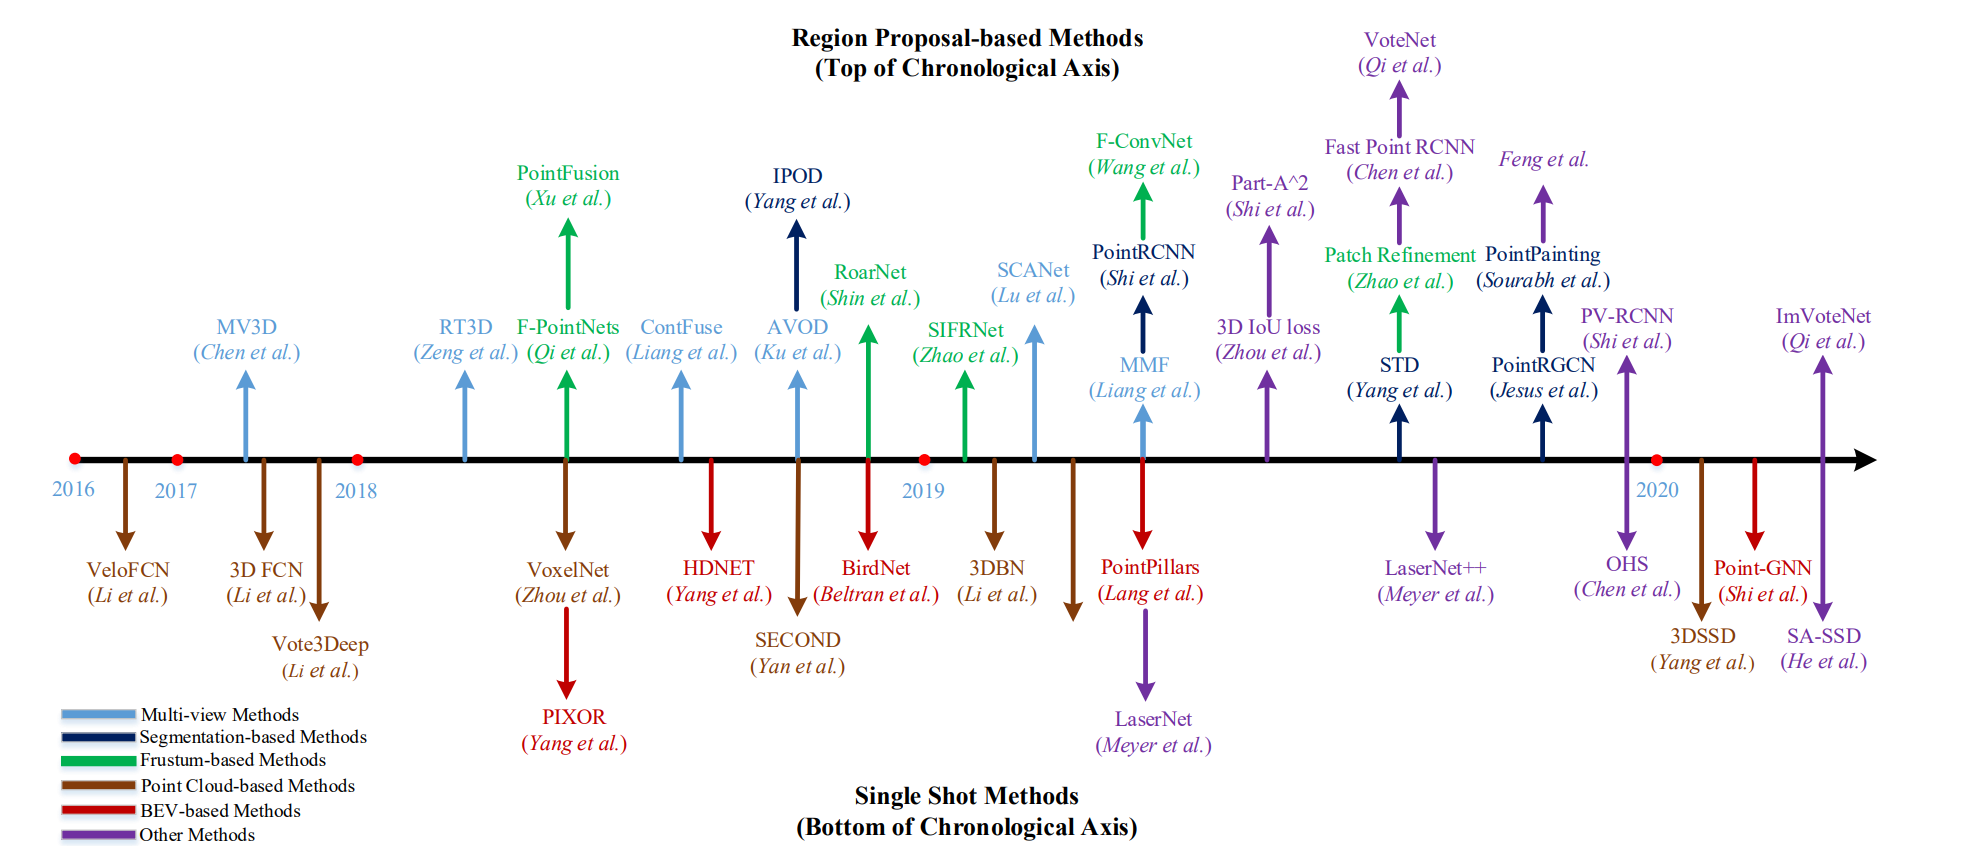 Region Proposal-based Methods
(Top of Chronological Axis)
VoteNet
(Qi et al.)
F-ConvNet
(Wang et al.)
Fast Point RCNN
(Chen et al.)
Feng et al.
PointFusion
(Xu et al.)
IPOD
(Yang et al.)
Part-A^2
(Shi et al.)
RoarNet
(Shin et al.)
SCANet
(Lu et al.)
PointRCNN
(Shi et al.)
Patch Refinement
(Zhao et al.)
PointPainting
(Sourabh et al.)
MV3D
(Chen et al.)
RT3D
(Zeng et al.)
F-PointNets
(Qi et al.)
ContFuse
(Liang et al.)
AVOD
(Ku et al.)
SIFRNet
(Zhao et al.)
MMF
(Liang et al.)
3D IoU loss
(Zhou et al.)
STD
(Yang et al.)
PointRGCN
(Jesus et al.)
PV-RCNN
(Shi et al.)
ImVoteNet
(Qi et al.)
2016
2017
2018
2019
2020
VeloFCN
(Li et al.)
3D FCN
(Li et al.)
Vote3Deep
(Li et al.)
VoxelNet
(Zhou et al.)
PIXOR
(Yang et al.)
HDNET
(Yang et al.)
SECOND
(Yan et al.)
BirdNet
(Beltran et al.)
3DBN
(Li et al.)
PointPillars
(Lang et al.)
LaserNet
(Meyer et al.)
LaserNet++
(Meyer et al.)
OHS
(Chen et al.)
3DSSD
(Yang et al.)
Point-GNN
(Shi et al.)
SA-SSD
(He et al.)
Multi-view Methods
Segmentation-based Methods
Frustum-based Methods
Point Cloud-based Methods
BEV-based Methods
Other Methods
Single Shot Methods
(Bottom of Chronological Axis)